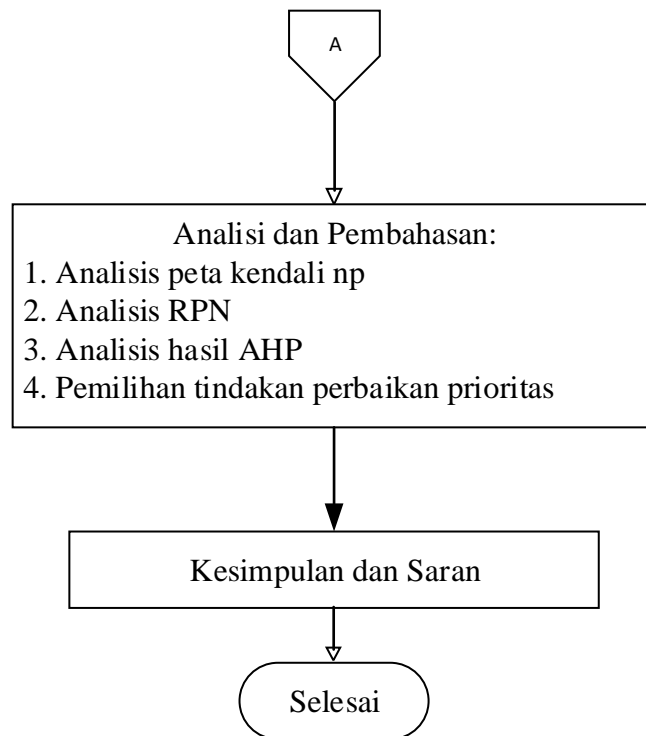 A
Analisi dan Pembahasan:
1. Analisis peta kendali np
2. Analisis RPN
3. Analisis hasil AHP
4. Pemilihan tindakan perbaikan prioritas
Kesimpulan dan Saran
Selesai